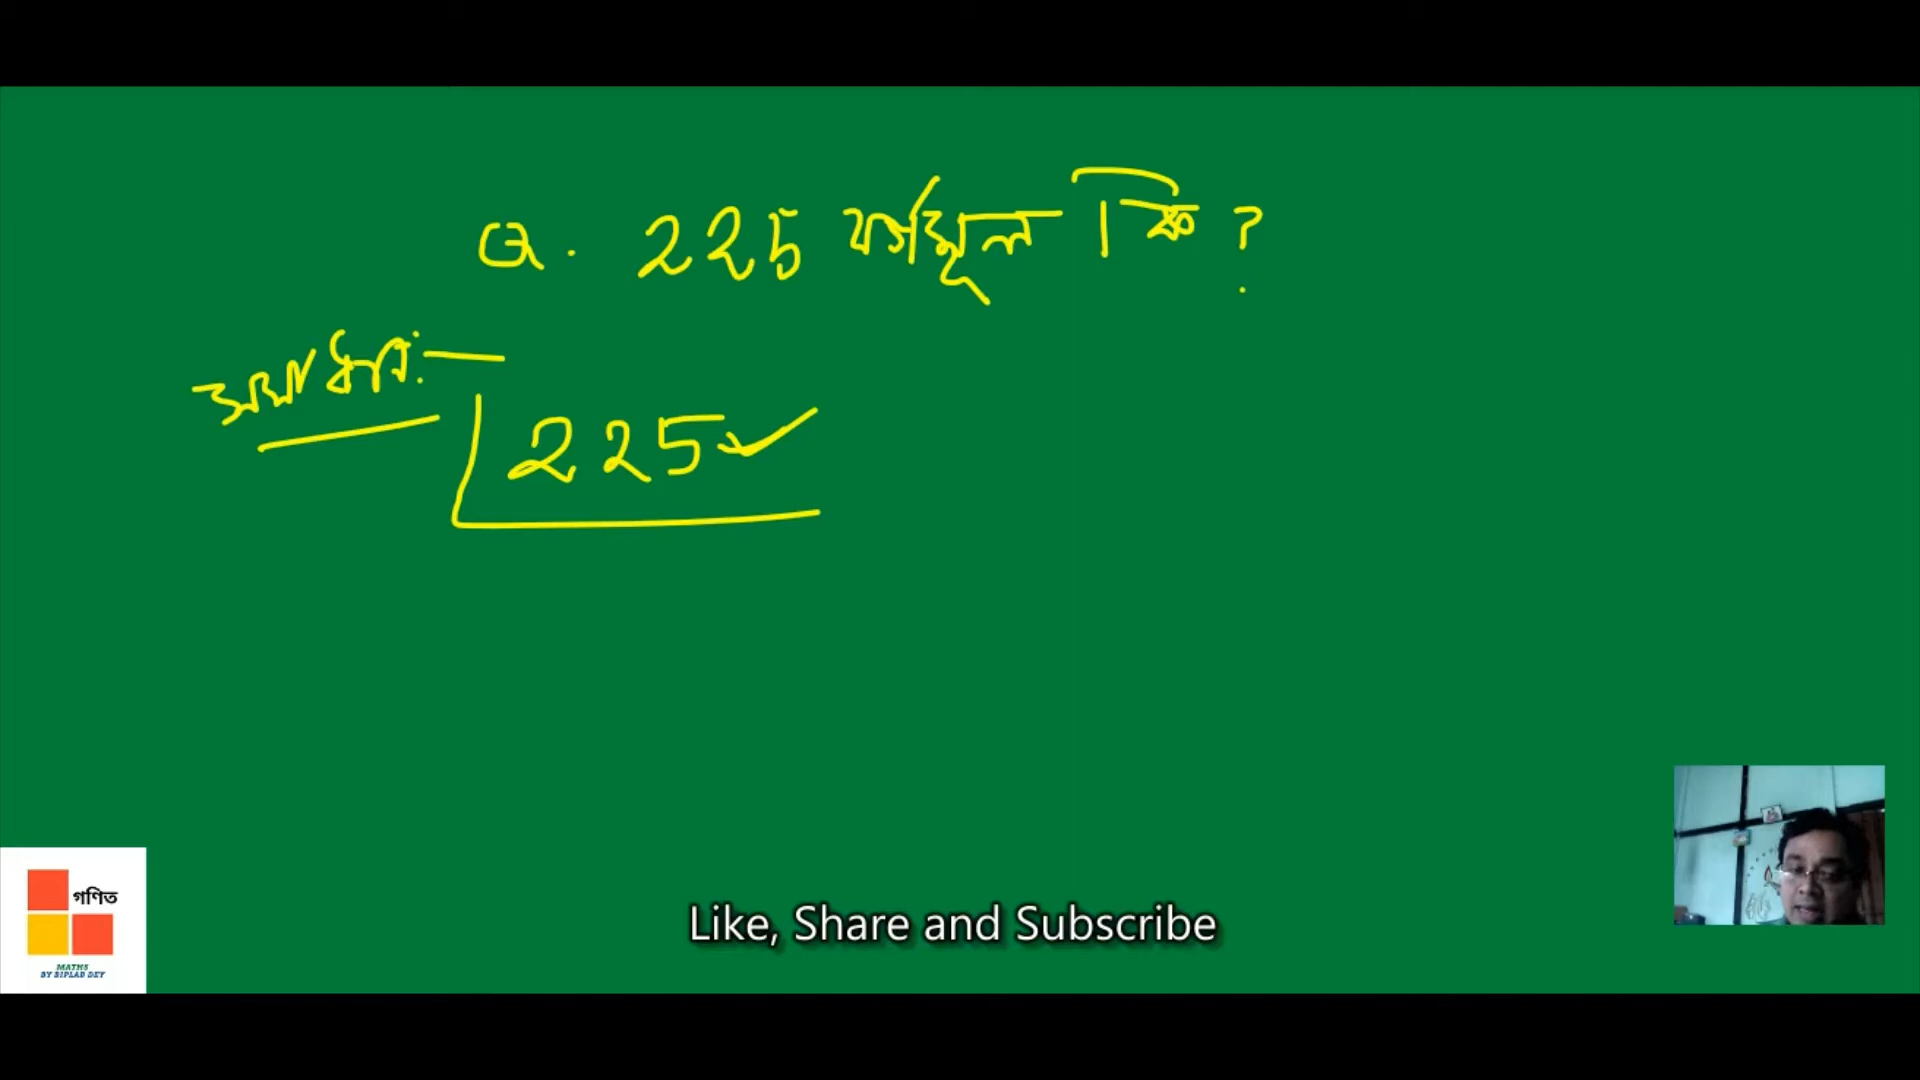 Q. 225 বর্গমূল কি ?
সমাধান:—
225
গণিত
MATHS
BY BIPLAB DEY
Like, Share and Subscribe